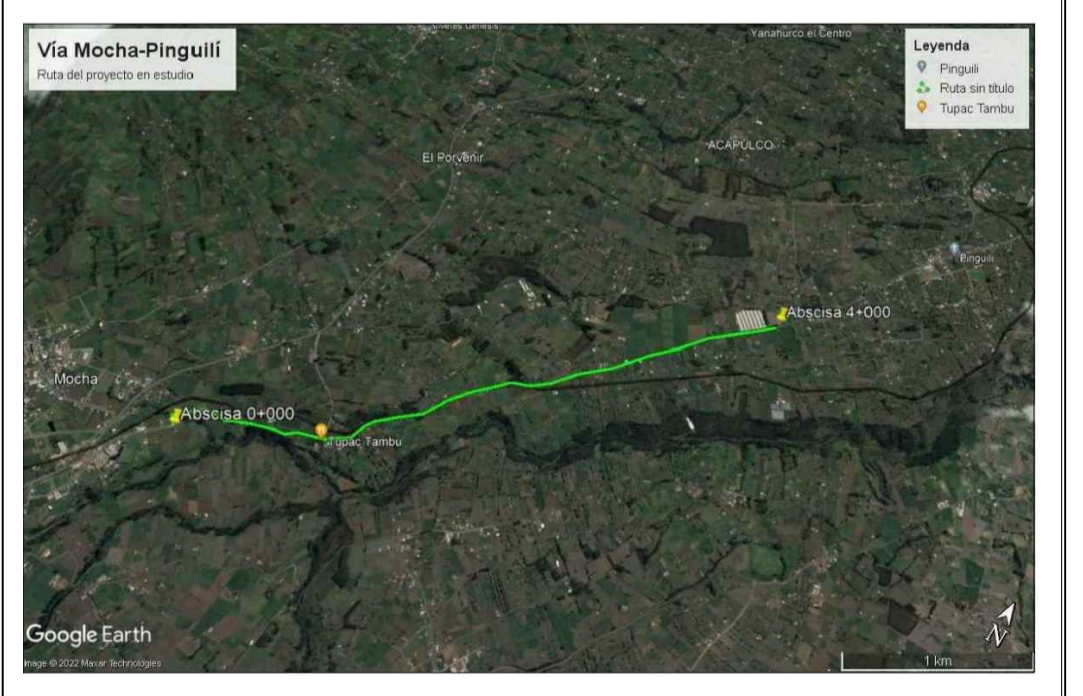 Niveles Genesis
Yanahurco el Centro
Vía Mocha-Pinguilí
Ruta del proyecto en estudio
Leyenda
Pinguili
Ruta sin título
Tupac Tambu
El Porvenir
ACAPULCO
Pinguili
Abscisa 4+000
Mocha
Abscisa 0+000
Tupac Tambu
Google Earth
Image © 2022 Maxar Technologies
N
1 km